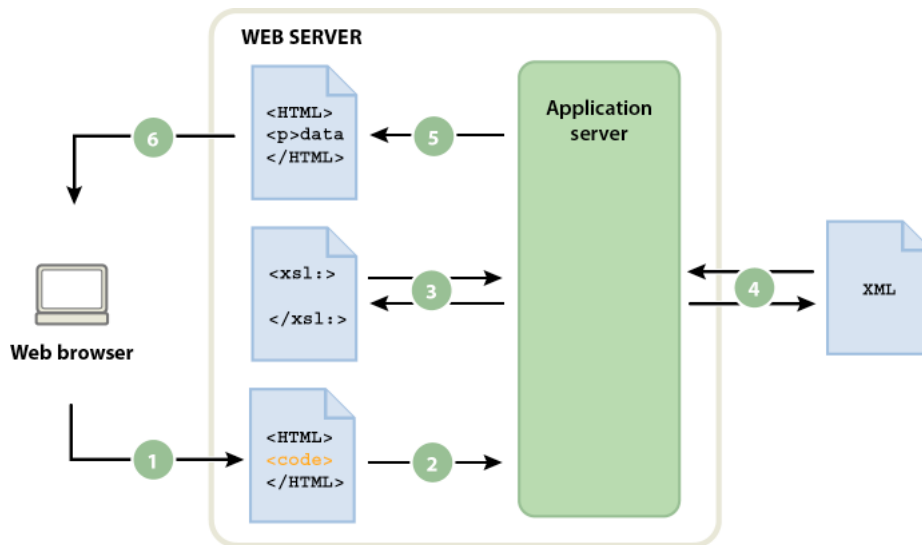 WEB SERVER
<HTML>
<p>data
</HTML>
6
5
Application
server
<xsl:>
</xsl:>
3
4
XML
Web browser
<HTML>
<code>
</HTML>
1
2